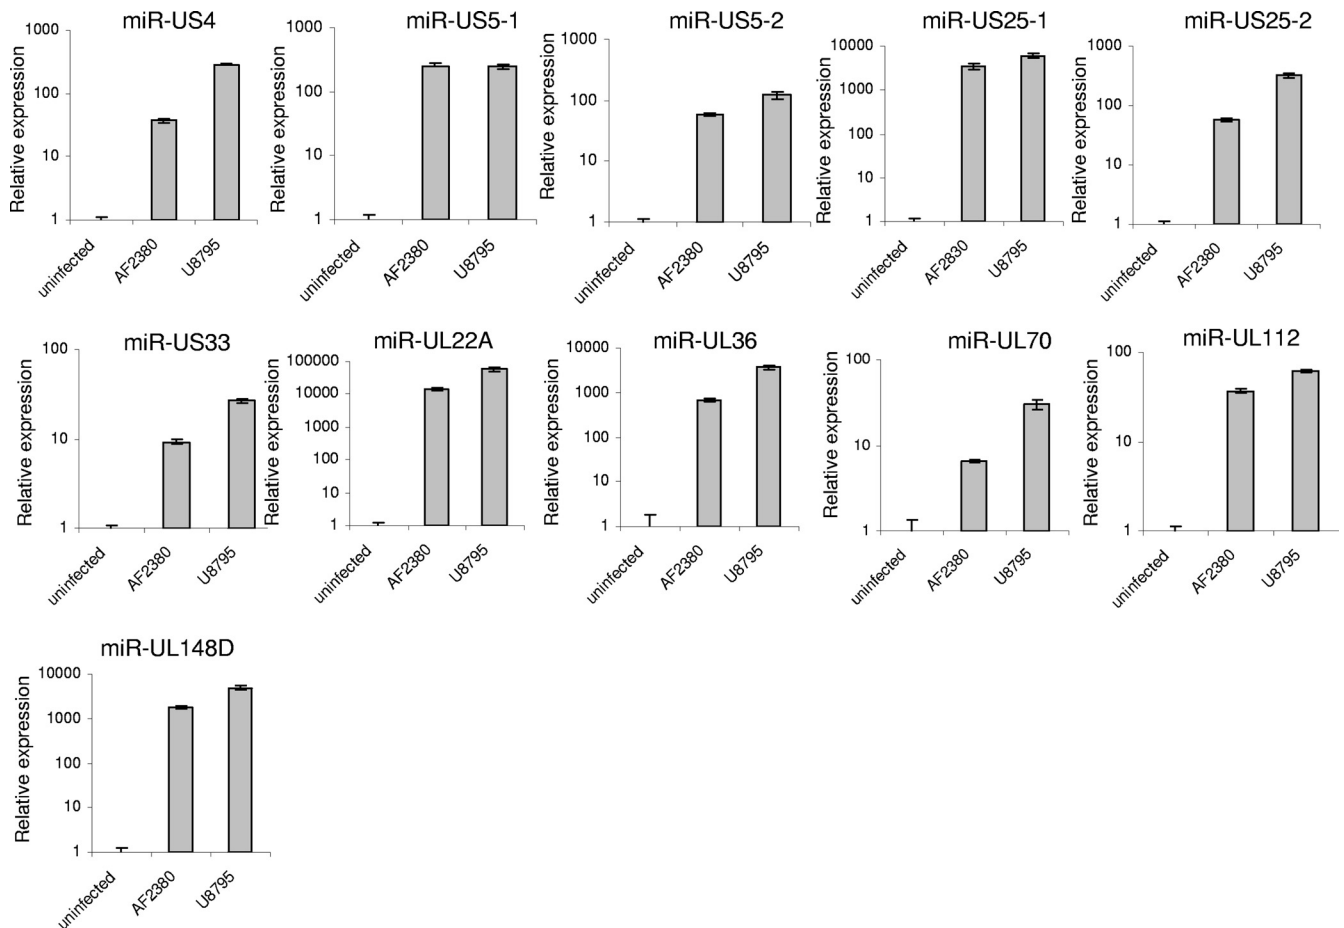 miR-US4
Relative expression
1000
100
10
1
uninfected
AF2380
U8795
miR-US5-1
Relative expression
1000
100
10
1
uninfected
AF2380
U8795
miR-US5-2
Relative expression
1000
100
10
1
uninfected
AF2380
U8795
miR-US25-1
Relative expression
10000
1000
100
10
1
uninfected
AF2830
U8795
miR-US25-2
Relative expression
1000
100
10
1
uninfected
AF2380
U8795
miR-US33
Relative expression
100
10
1
uninfected
AF2380
U8795
miR-UL22A
Relative expression
100000
10000
1000
100
10
1
uninfected
AF2380
U8795
miR-UL36
Relative expression
10000
1000
100
10
1
uninfected
AF2380
U8795
miR-UL70
Relative expression
100
10
1
uninfected
AF2380
U8795
miR-UL112
Relative expression
100
10
1
uninfected
AF2380
U8795
miR-UL148D
Relative expression
10000
1000
100
10
1
uninfected
AF2380
U8795